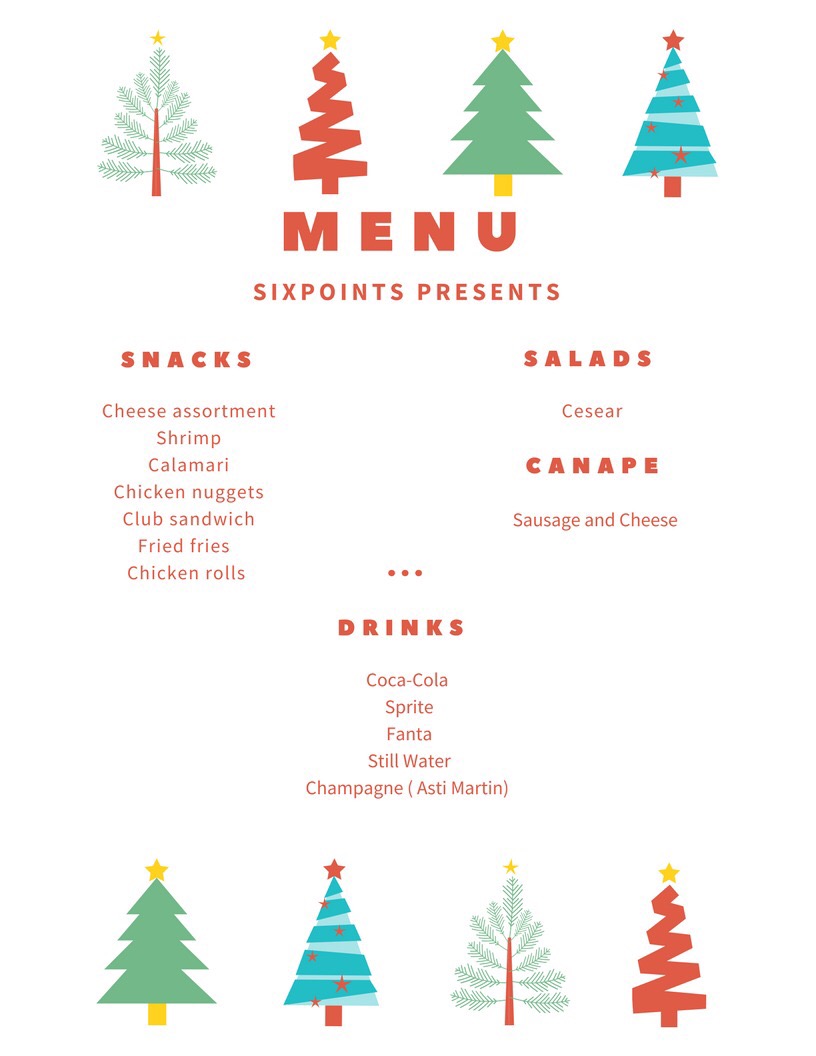 MENU
SIXPOINTS PRESENTS
SNACKS
Cheese assortment
Shrimp
Calamari
Chicken nuggets
Club sandwich
Fried fries
Chicken rolls
SALADS
Cesear
CANAPE
Sausage and Cheese
...
DRINKS
Coca-Cola
Sprite
Fanta
Still Water
Champagne ( Asti Martin)